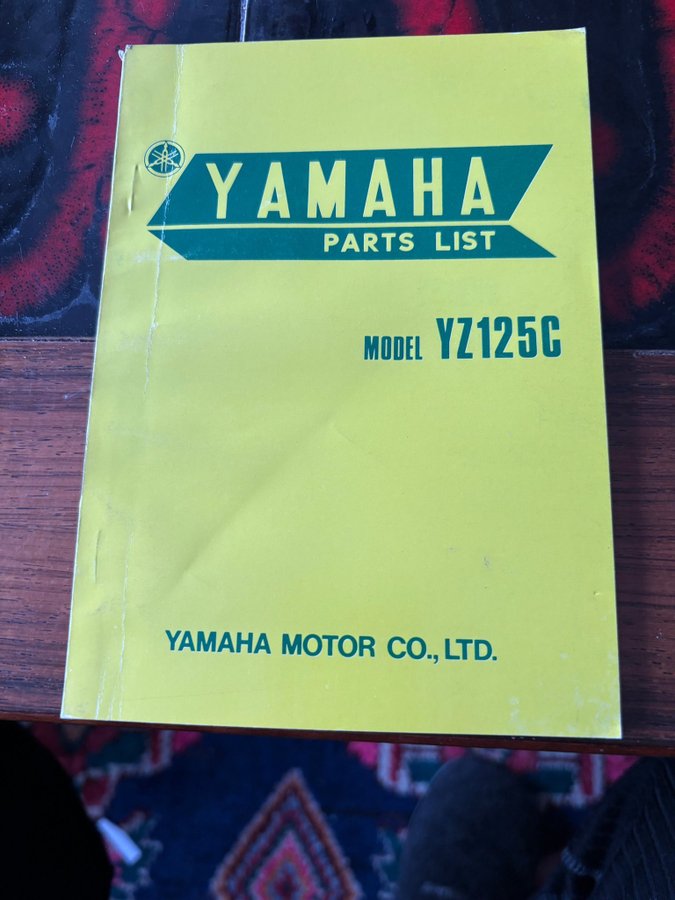 YAMAHA
PARTS LIST
MODEL YZ125C
YAMAHA MOTOR CO., LTD.